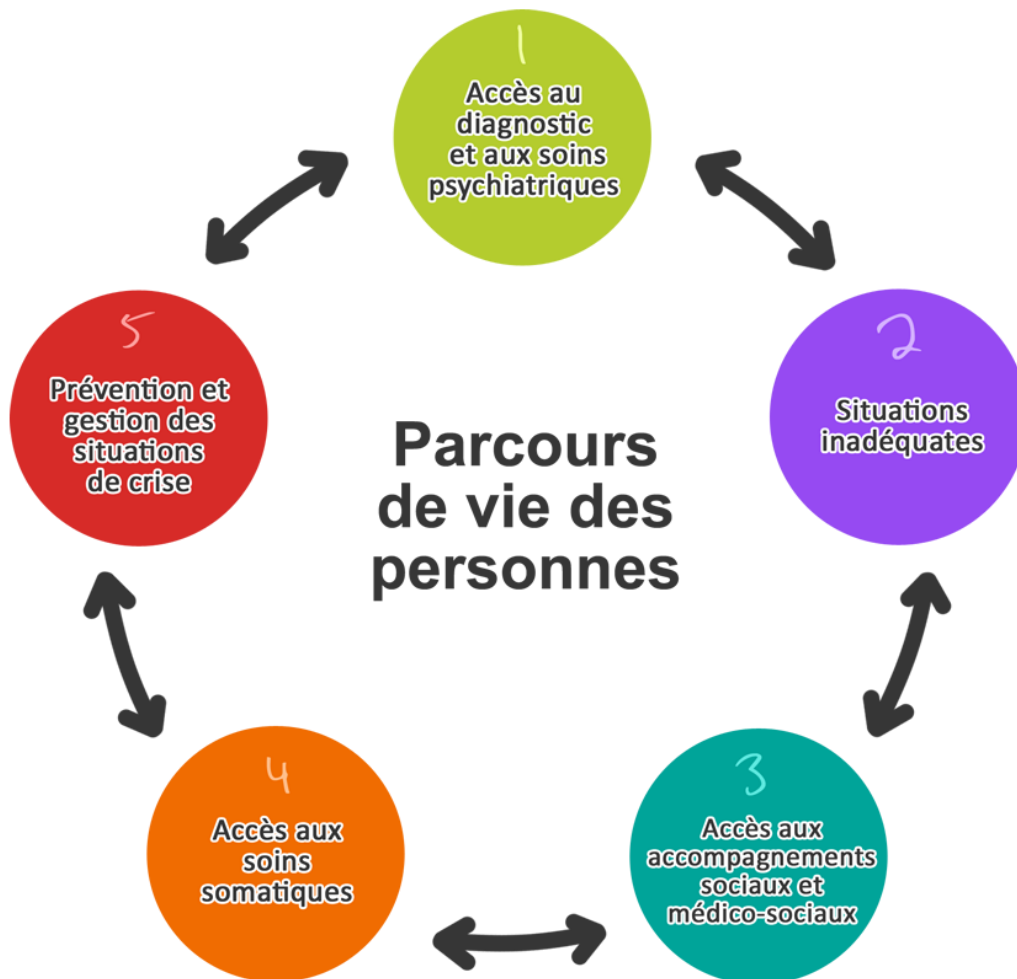 1
Accès au
diagnostic
et aux soins
psychiatriques
2
Situations
inadéquates
3
Accès aux
accompagnements
sociaux et
médico-sociaux
4
Accès aux
soins
somatiques
5
Prévention et
gestion des
situations
de crise
Parcours
de vie des
personnes